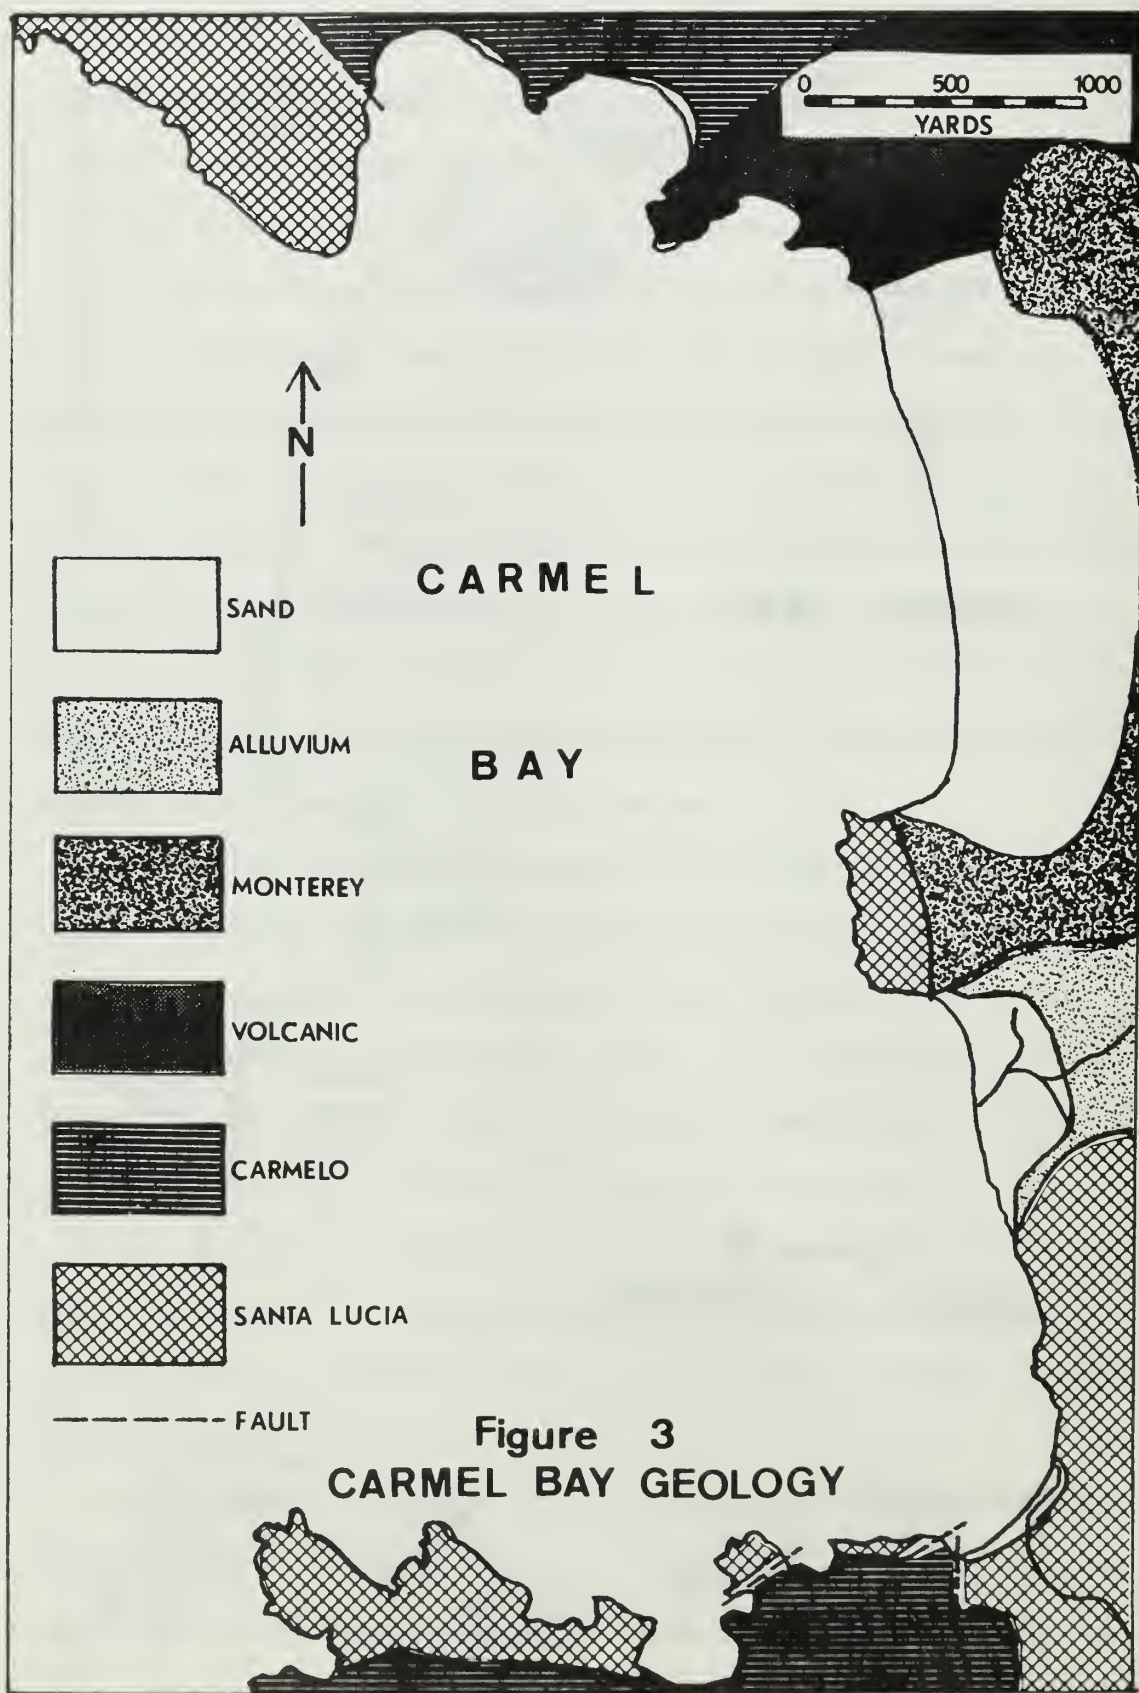 0 500 1000
YARDS
N
CARMEL
BAY
SAND
ALLUVIUM
MONTEREY
VOLCANIC
CARMELO
SANTA LUCIA
FAULT
Figure 3
CARMEL BAY GEOLOGY